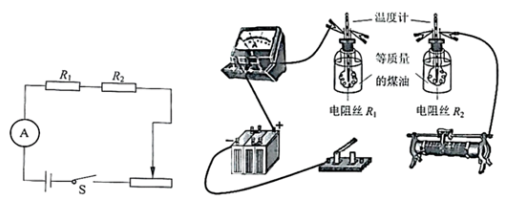 R₁ R₂
A
S
A
温度计
等质量
的煤油
电阻丝 R₁ 电阻丝 R₂
− +